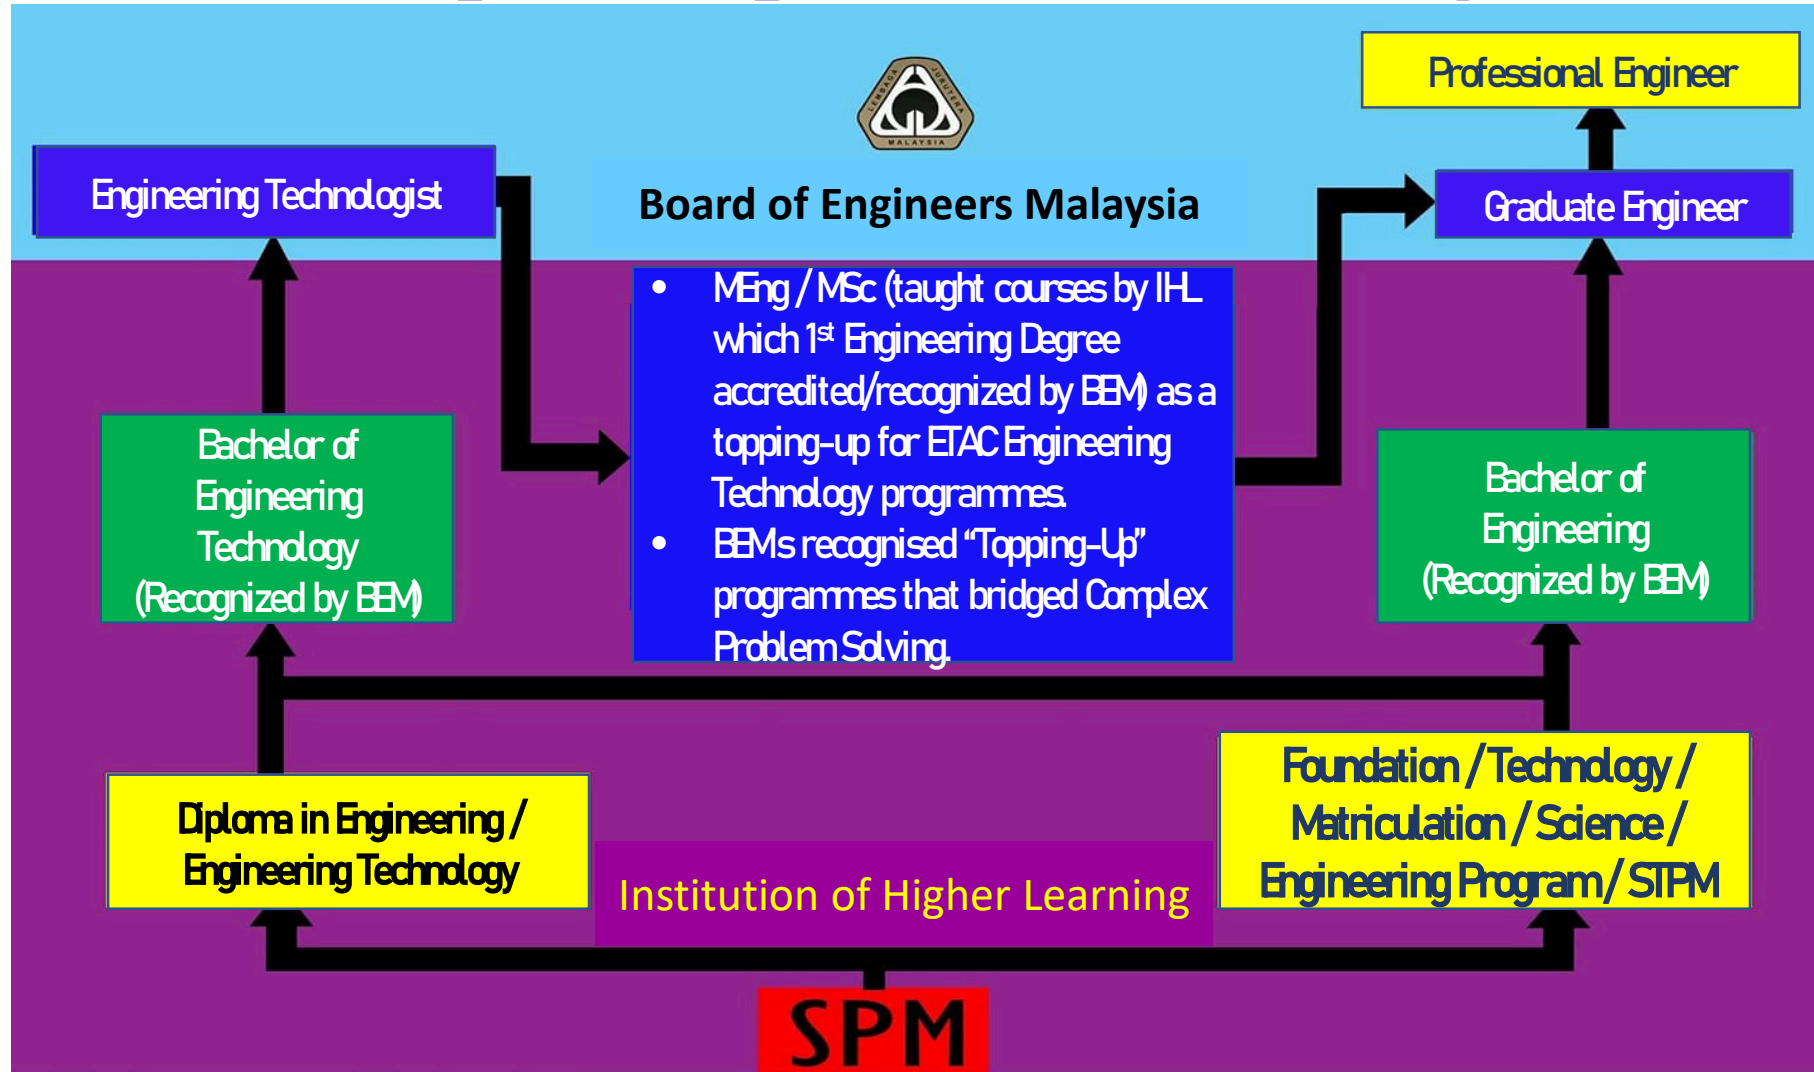 Professional Engineer
LEMBAGA JURUTERA
MALAYSIA
Engineering Technologist
Board of Engineers Malaysia
Graduate Engineer
• MEng / MSc (taught courses by IHL
which 1st Engineering Degree
accredited/recognized by BEM) as a
topping-up for ETAC Engineering
Technology programmes.
• BEMs recognised “Topping-Up”
programmes that bridged Complex
Problem Solving.
Bachelor of
Engineering
Technology
(Recognized by BEM)
Bachelor of
Engineering
(Recognized by BEM)
Diploma in Engineering /
Engineering Technology
Foundation / Technology /
Matriculation / Science /
Engineering Program / STPM
Institution of Higher Learning
SPM